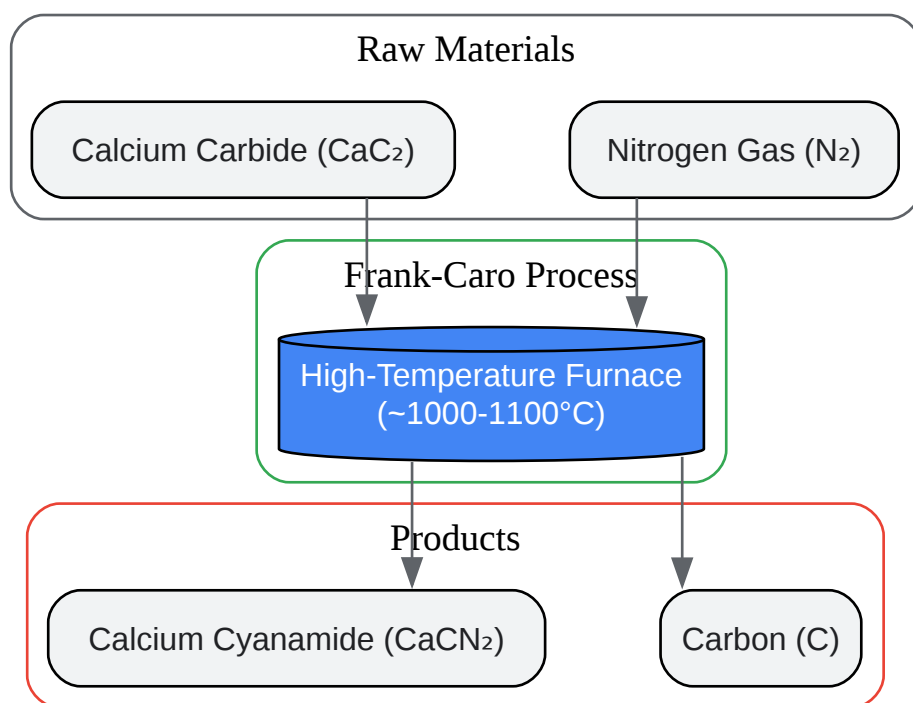 Raw Materials
Calcium Carbide (CaC₂)
Nitrogen Gas (N₂)
Frank-Caro Process
High-Temperature Furnace
(~1000-1100°C)
Products
Calcium Cyanamide (CaCN₂)
Carbon (C)